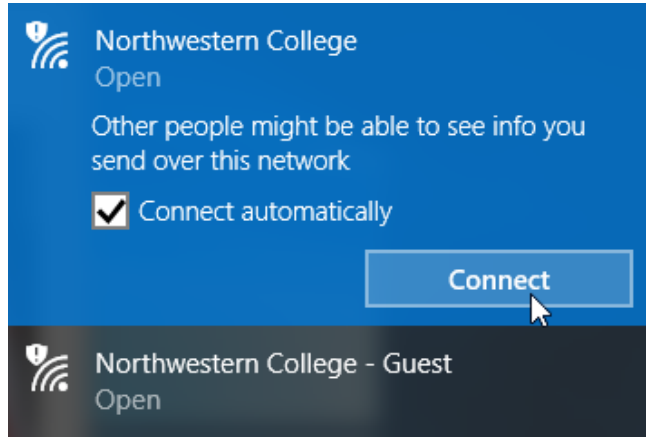 Northwestern College
Open
Other people might be able to see info you
send over this network
Connect automatically
Connect
Northwestern College - Guest
Open